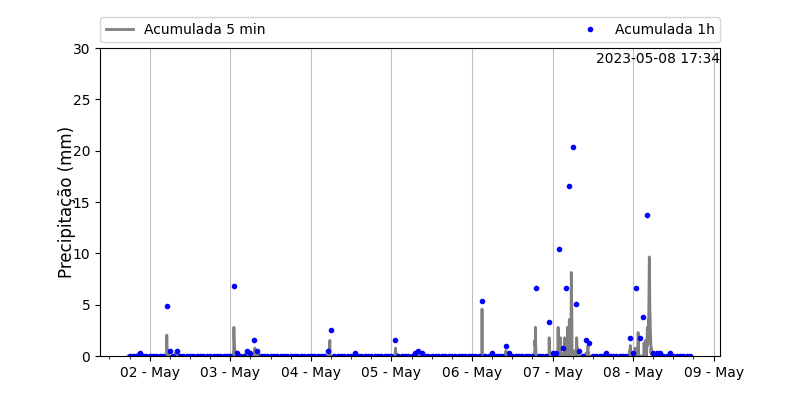 Acumulada 5 min Acumulada 1h
2023-05-08 17:34
Precipitação (mm)
30
25
20
15
10
5
0
02 - May 03 - May 04 - May 05 - May 06 - May 07 - May 08 - May 09 - May